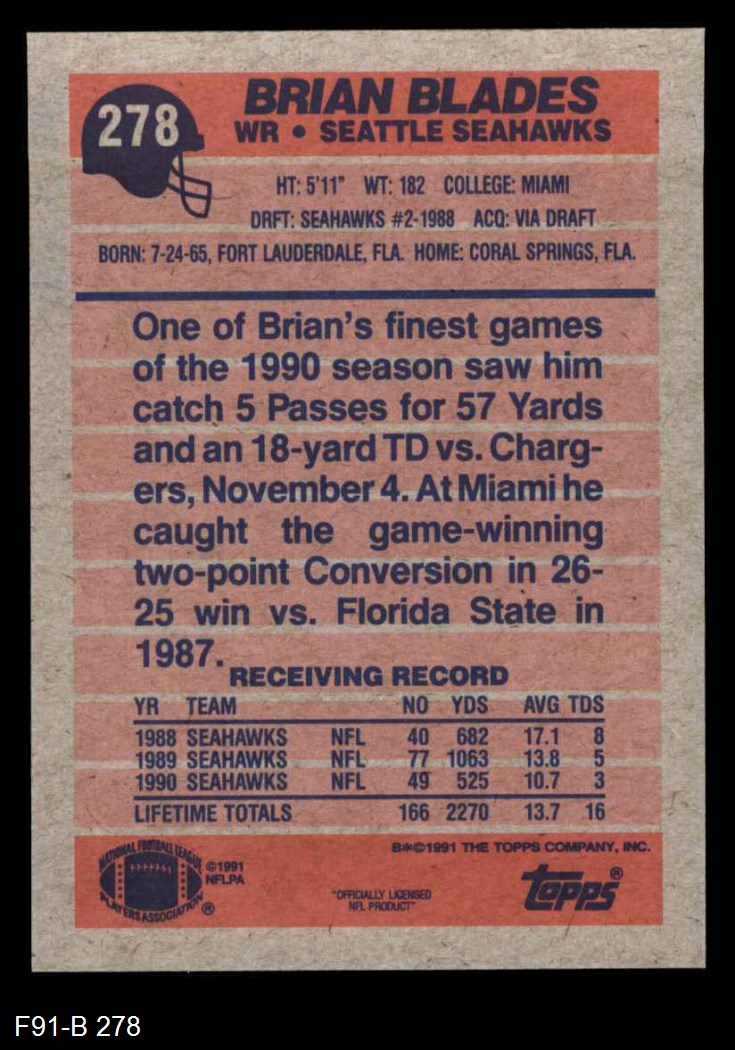 278
BRIAN BLADES
WR • SEATTLE SEAHAWKS
HT: 5'11" WT: 182 COLLEGE: MIAMI
DRFT: SEAHAWKS #2-1988 ACQ: VIA DRAFT
BORN: 7-24-65, FORT LAUDERDALE, FLA. HOME: CORAL SPRINGS, FLA.
One of Brian's finest games
of the 1990 season saw him
catch 5 Passes for 57 Yards
and an 18-yard TD vs. Charg-
ers, November 4. At Miami he
caught the game-winning
two-point Conversion in 26-
25 win vs. Florida State in
1987.
RECEIVING RECORD
YR TEAM NO YDS AVG TDS
1988 SEAHAWKS NFL 40 682 17.1 8
1989 SEAHAWKS NFL 77 1063 13.8 5
1990 SEAHAWKS NFL 49 525 10.7 3
LIFETIME TOTALS 166 2270 13.7 16
B*©1991 THE TOPPS COMPANY, INC.
NATIONAL FOOTBALL LEAGUE
PLAYERS ASSOCIATION ®
©1991
NFLPA
"OFFICIALLY LICENSED
NFL PRODUCT"
topps®
F91-B 278